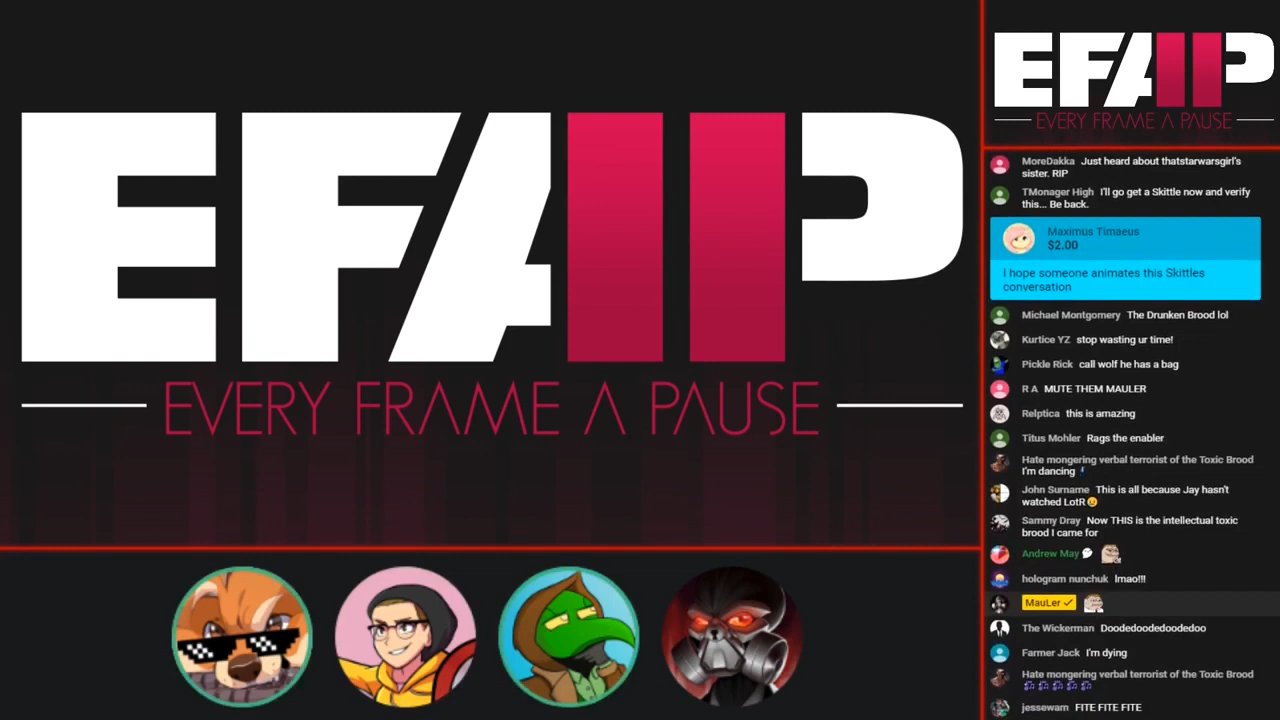 EFAP
EVERY FRAME A PAUSE
EFAP
EVERY FRAME A PAUSE
MoreDakka Just heard about thatstarwarsgirl's
sister. RIP
TMonager High I'll go get a Skittle now and verify
this... Be back.
Maximus Timaeus
$2.00
I hope someone animates this Skittles
conversation
Michael Montgomery The Drunken Brood lol
Kurtice YZ stop wasting ur time!
Pickle Rick call wolf he has a bag
R A MUTE THEM MAULER
Relptica this is amazing
Titus Mohler Rags the enabler
Hate mongering verbal terrorist of the Toxic Brood
I'm dancing
John Surname This is all because Jay hasn't
watched LotR
Sammy Dray Now THIS is the intellectual toxic
brood I came for
Andrew May
hologram nunchuk lmao!!!
MauLer
The Wickerman Doodedoodedoodedoo
Farmer Jack I'm dying
Hate mongering verbal terrorist of the Toxic Brood
jessewam FITE FITE FITE